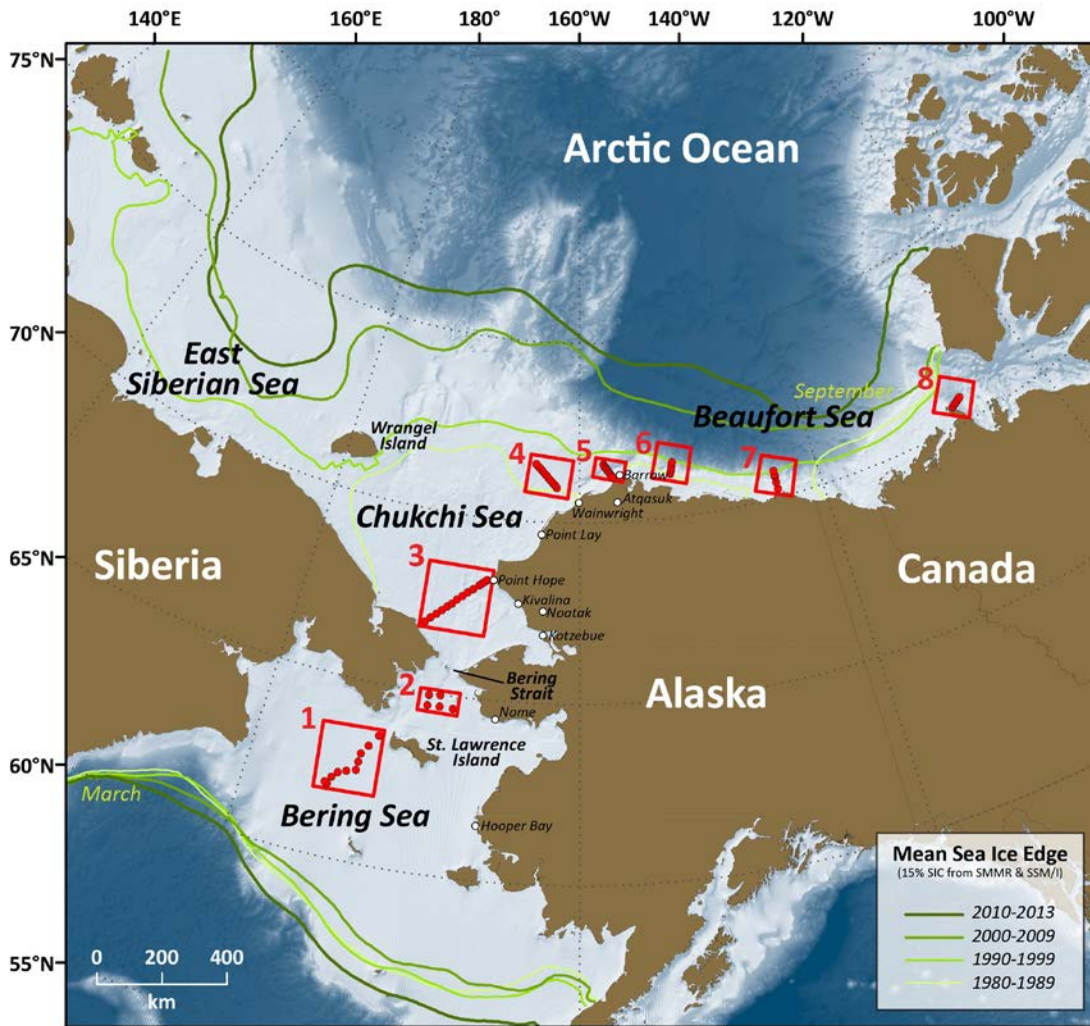 140°E 160°E 180° 160°W 140°W 120°W 100°W
75°N
70°N
65°N
60°N
55°N
Arctic Ocean
East
Siberian Sea
September
Beaufort Sea
Wrangel
Island
Chukchi Sea
Siberia
Canada
Alaska
Barrow
Atqasuk
Wainwright
Point Lay
Point Hope
Kivalina
Noatak
Kotzebue
Bering
Strait
Nome
St. Lawrence
Island
Bering Sea
Hooper Bay
March
1
2
3
4
5
6
7
8
0 200 400
km
Mean Sea Ice Edge
(15% SIC from SMMR & SSM/I)
2010-2013
2000-2009
1990-1999
1980-1989